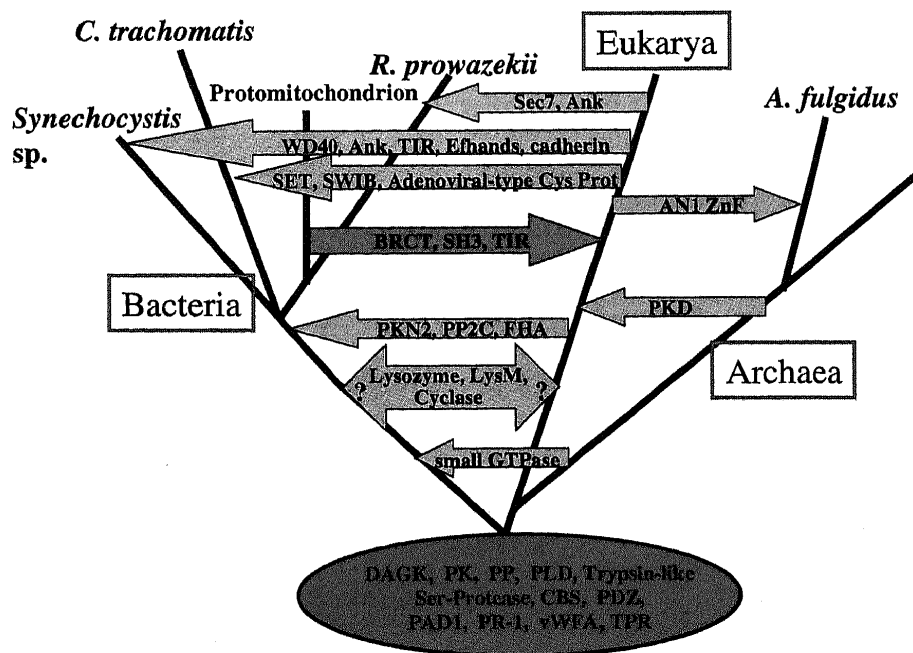 C. trachomatis
Eukarya
R. prowazekii
Protomitochondrion
Sec7, Ank
A. fulgidus
Synechocystis
sp.
WD40, Ank, TIR, Efhands, cadherin
SET, SWIB, Adenoviral-type Cys Prot
AN1 ZnF
BRCT, SH3, TIR
Bacteria
PKD
PKN2, PP2C, FHA
Archaea
? Lysozyme, LysM, ?
Cyclase
small GTPase
DAGK, PK, PP, PLD, Trypsin-like
Ser-Protease, CBS, PDZ,
PAD1, PR-1, vWFA, TPR